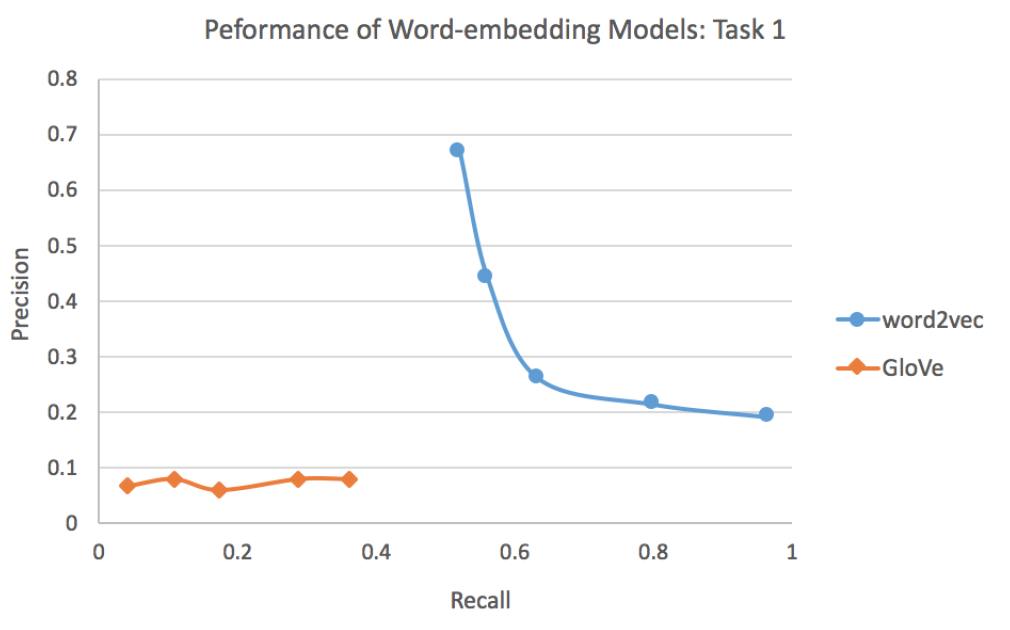 Peformance of Word-embedding Models: Task 1
0.8
0.7
0.6
0.5
0.4
0.3
0.2
0.1
0
Precision
0 0.2 0.4 0.6 0.8 1
Recall
word2vec
GloVe